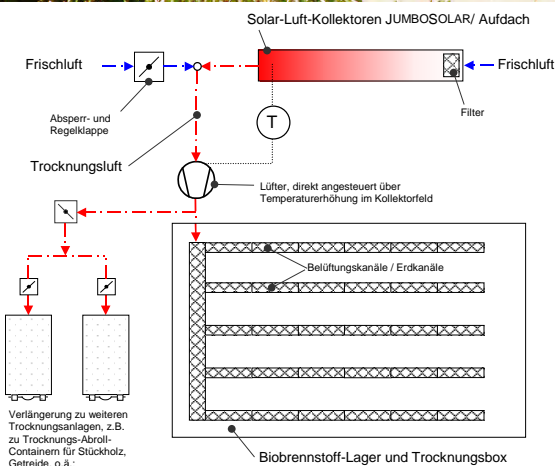 Solar-Luft-Kollektoren JUMBOSOLAR/ Aufdach
Frischluft
Frischluft
Absperr- und
Regelklappe
Filter
T
Trocknungsluft
Lüfter, direkt angesteuert über
Temperaturerhöhung im Kollektorfeld
Belüftungskanäle / Erdkanäle
Verlängerung zu weiteren
Trocknungsanlagen, z.B.
zu Trocknungs-Abroll-
Containern für Stückholz,
Getreide, o.ä.;
Biobrennstoff-Lager und Trocknungsbox